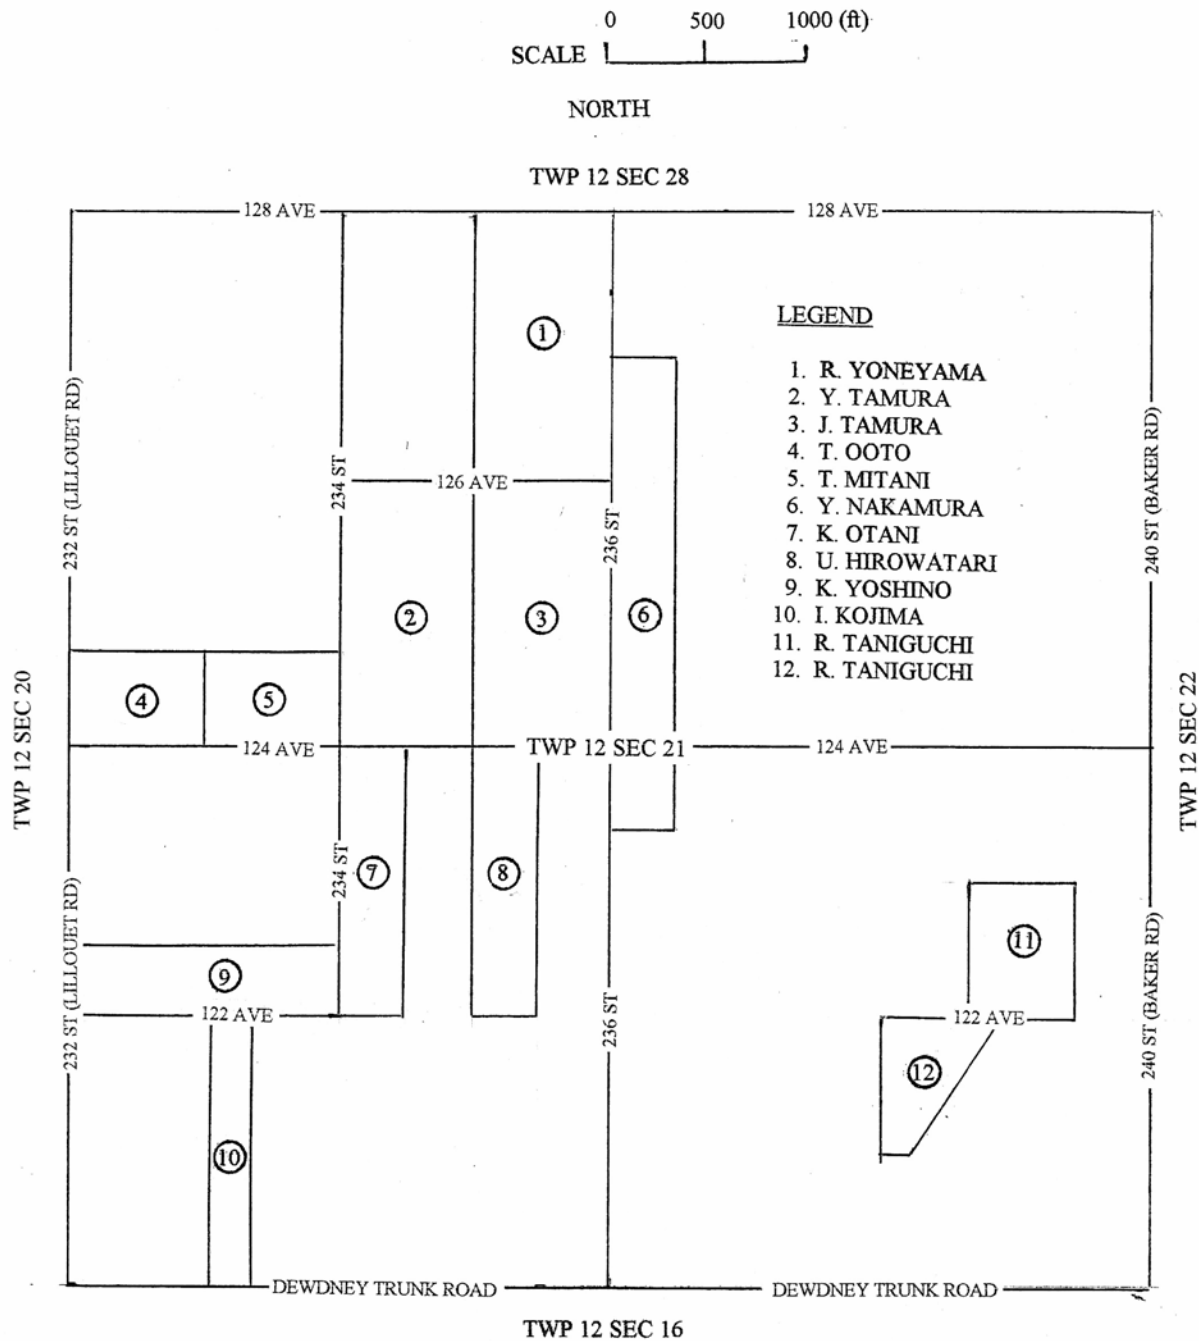 0 500 1000 (ft)
SCALE
NORTH
TWP 12 SEC 28
128 AVE
128 AVE
LEGEND
1. R. YONEYAMA
2. Y. TAMURA
3. J. TAMURA
4. T. OOTO
5. T. MITANI
6. Y. NAKAMURA
7. K. OTANI
8. U. HIROWATARI
9. K. YOSHINO
10. I. KOJIMA
11. R. TANIGUCHI
12. R. TANIGUCHI
1
232 ST (LILLOUET RD)
234 ST
126 AVE
236 ST
240 ST (BAKER RD)
2
3
6
4
5
TWP 12 SEC 20
124 AVE
TWP 12 SEC 21
124 AVE
TWP 12 SEC 22
234 ST
7
8
232 ST (LILLOUET RD)
9
122 AVE
236 ST
11
122 AVE
240 ST (BAKER RD)
12
10
DEWDNEY TRUNK ROAD
DEWDNEY TRUNK ROAD
TWP 12 SEC 16